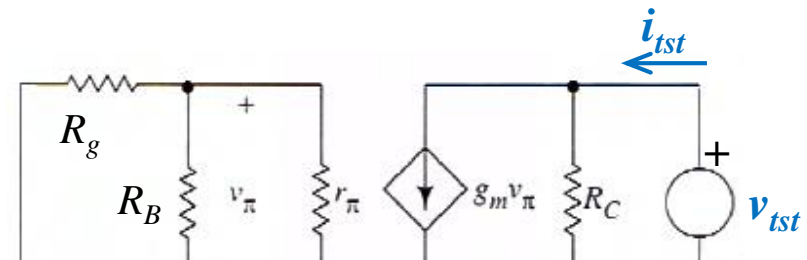 i_tst
+
R_g
R_B
v_π
r_π
g_m v_π
R_C
+
v_tst